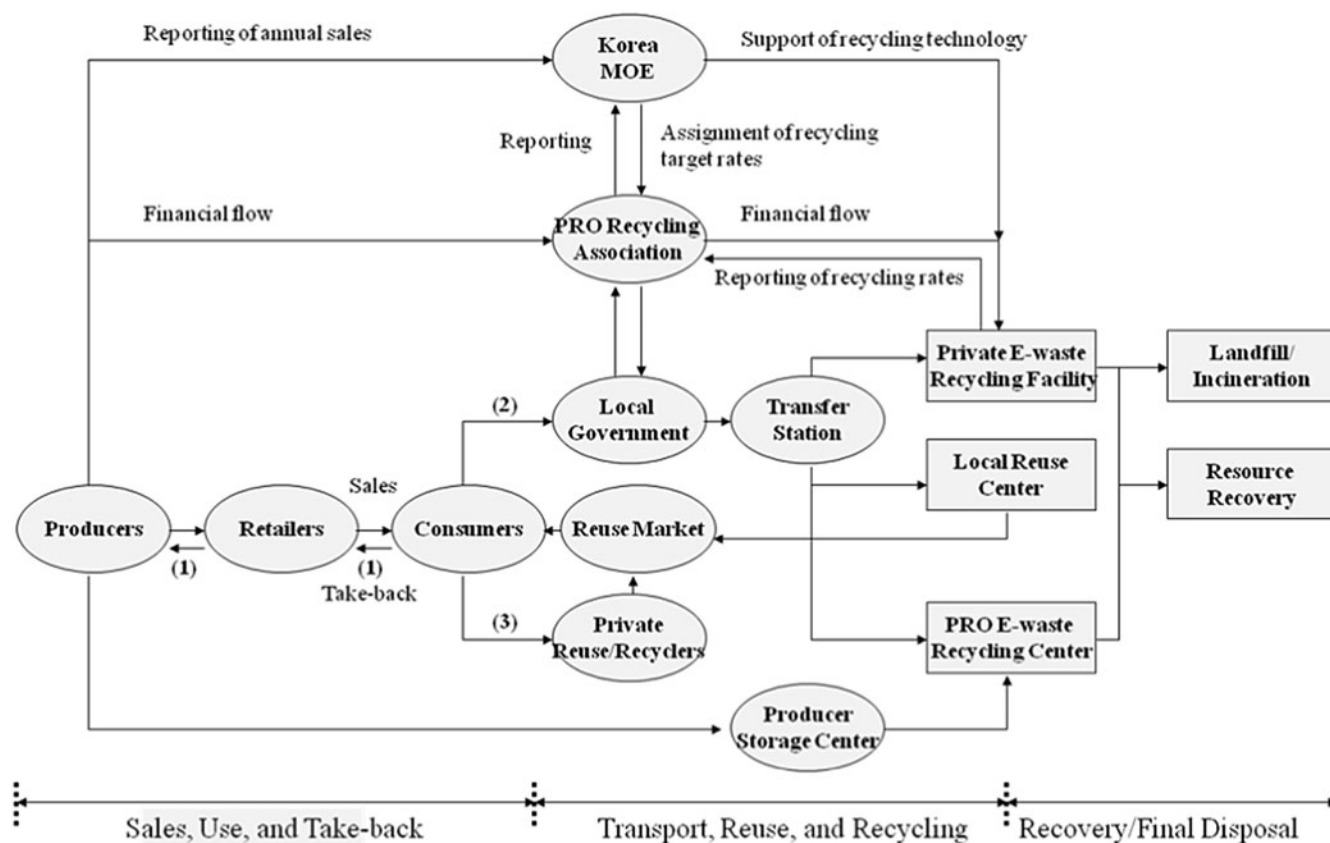 Reporting of annual sales
Korea
MOE
Support of recycling technology
Reporting
Assignment of recycling
target rates
Financial flow
PRO Recycling
Association
Financial flow
Reporting of recycling rates
Private E-waste
Recycling Facility
Landfill/
Incineration
(2)
Local
Government
Transfer
Station
Local Reuse
Center
Resource
Recovery
Sales
Producers
Retailers
Consumers
Reuse Market
(1)
(1)
Take-back
(3)
Private
Reuse/Recyclers
PRO E-waste
Recycling Center
Producer
Storage Center
Sales, Use, and Take-back
Transport, Reuse, and Recycling
Recovery/Final Disposal